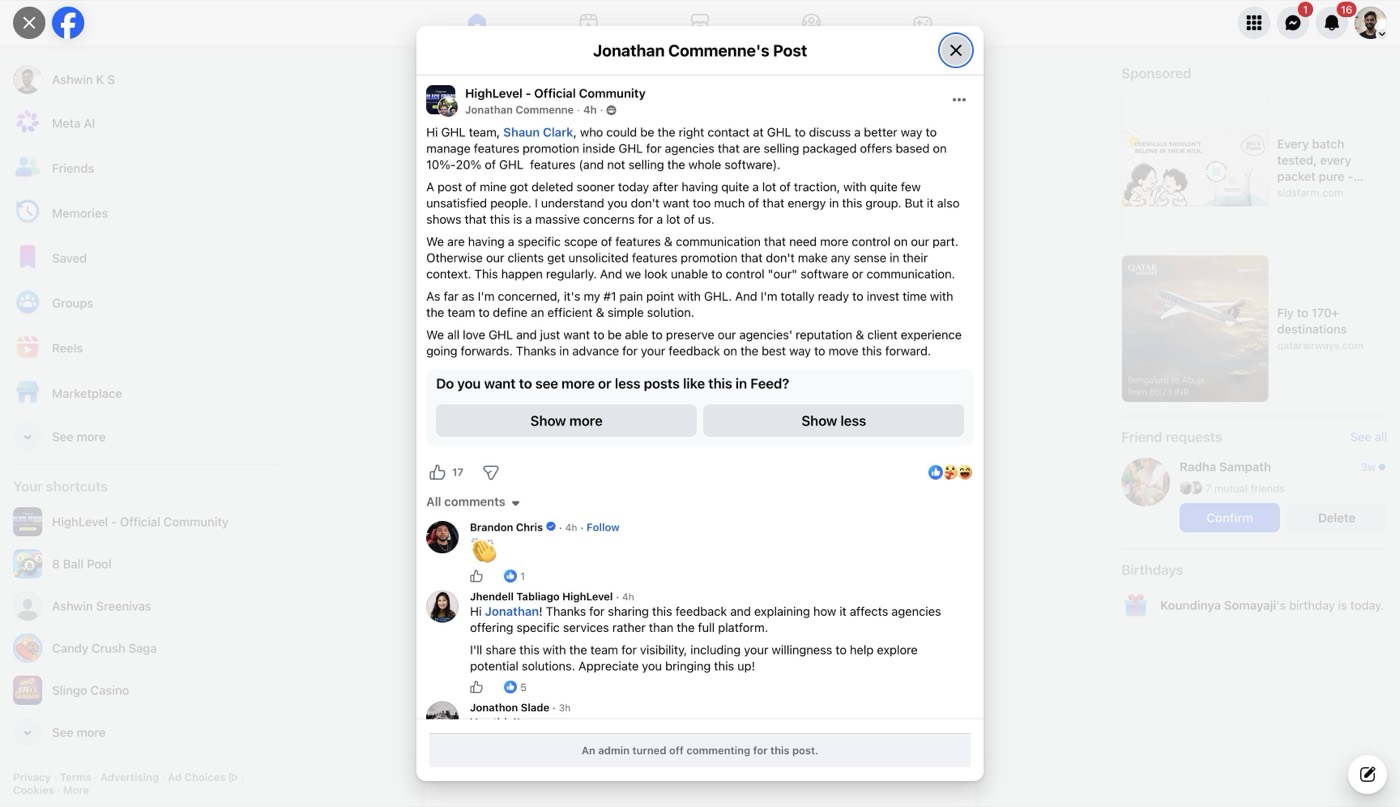 1
16
Jonathan Commenne's Post
Ashwin K S
Meta AI
Friends
Memories
Saved
Groups
Reels
Marketplace
See more
Your shortcuts
HighLevel - Official Community
8 Ball Pool
Ashwin Sreenivas
Candy Crush Saga
Slingo Casino
See more
Privacy · Terms · Advertising · Ad Choices ·
Cookies · More
HighLevel - Official Community
Jonathan Commenne · 4h ·
Hi GHL team, Shaun Clark, who could be the right contact at GHL to discuss a better way to
manage features promotion inside GHL for agencies that are selling packaged offers based on
10%-20% of GHL features (and not selling the whole software).
A post of mine got deleted sooner today after having quite a lot of traction, with quite few
unsatisfied people. I understand you don't want too much of that energy in this group. But it also
shows that this is a massive concerns for a lot of us.
We are having a specific scope of features & communication that need more control on our part.
Otherwise our clients get unsolicited features promotion that don't make any sense in their
context. This happen regularly. And we look unable to control "our" software or communication.
As far as I'm concerned, it's my #1 pain point with GHL. And I'm totally ready to invest time with
the team to define an efficient & simple solution.
We all love GHL and just want to be able to preserve our agencies' reputation & client experience
going forwards. Thanks in advance for your feedback on the best way to move this forward.
Do you want to see more or less posts like this in Feed?
Show more
Show less
17
All comments
Brandon Chris · 4h · Follow
1
Jhendell Tabliago HighLevel · 4h
Hi Jonathan! Thanks for sharing this feedback and explaining how it affects agencies
offering specific services rather than the full platform.
I'll share this with the team for visibility, including your willingness to help explore
potential solutions. Appreciate you bringing this up!
5
Jonathon Slade · 3h
An admin turned off commenting for this post.
Sponsored
CHEMICALS SHOULDN'T
BELONG IN THEIR MILK.
Every batch
tested, every
packet pure -...
sidsfarm.com
QATAR
AIRWAYS
Bengaluru to Abuja
from 85123 INR
Fly to 170+
destinations
qatarairways.com
Friend requests
See all
Radha Sampath
3w
7 mutual friends
Confirm
Delete
Birthdays
Koundinya Somayaji's birthday is today.